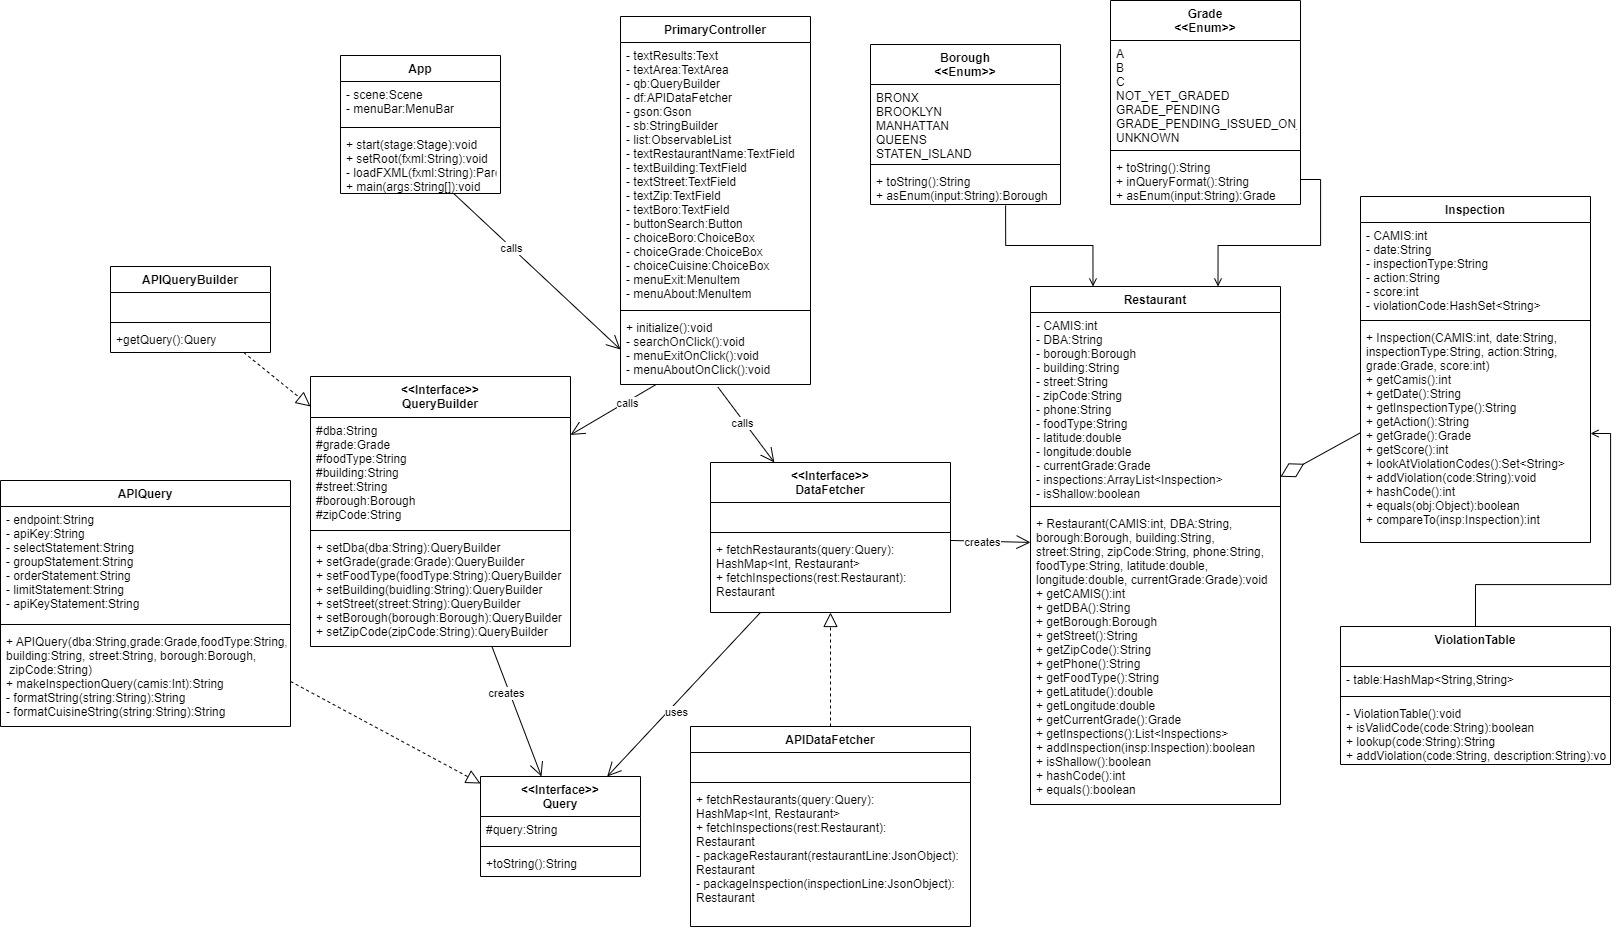 App
- scene:Scene
- menuBar:MenuBar
+ start(stage:Stage):void
+ setRoot(fxml:String):void
- loadFXML(fxml:String):Par
+ main(args:String[]):void
PrimaryController
- textResults:Text
- textArea:TextArea
- qb:QueryBuilder
- df:APIDataFetcher
- gson:Gson
- sb:StringBuilder
- list:ObservableList
- textRestaurantName:TextField
- textBuilding:TextField
- textStreet:TextField
- textZip:TextField
- textBoro:TextField
- buttonSearch:Button
- choiceBoro:ChoiceBox
- choiceGrade:ChoiceBox
- choiceCuisine:ChoiceBox
- menuExit:MenuItem
- menuAbout:MenuItem
+ initialize():void
- searchOnClick():void
- menuExitOnClick():void
- menuAboutOnClick():void
Borough
<<Enum>>
BRONX
BROOKLYN
MANHATTAN
QUEENS
STATEN_ISLAND
+ toString():String
+ asEnum(input:String):Borough
Grade
<<Enum>>
A
B
C
NOT_YET_GRADED
GRADE_PENDING
GRADE_PENDING_ISSUED_ON_
UNKNOWN
+ toString():String
+ inQueryFormat():String
+ asEnum(input:String):Grade
Inspection
- CAMIS:int
- date:String
- inspectionType:String
- action:String
- score:int
- violationCode:HashSet<String>
+ Inspection(CAMIS:int, date:String,
inspectionType:String, action:String,
grade:Grade, score:int)
+ getCamis():int
+ getDate():String
+ getInspectionType():String
+ getAction():String
+ getGrade():Grade
+ getScore():int
+ lookAtViolationCodes():Set<String>
+ addViolation(code:String):void
+ hashCode():int
+ equals(obj:Object):boolean
+ compareTo(insp:Inspection):int
calls
APIQueryBuilder
+getQuery():Query
Restaurant
- CAMIS:int
- DBA:String
- borough:Borough
- building:String
- street:String
- zipCode:String
- phone:String
- foodType:String
- latitude:double
- longitude:double
- currentGrade:Grade
- inspections:ArrayList<Inspection>
- isShallow:boolean
+ Restaurant(CAMIS:int, DBA:String,
borough:Borough, building:String,
street:String, zipCode:String, phone:String,
foodType:String, latitude:double,
longitude:double, currentGrade:Grade):void
+ getCAMIS():int
+ getDBA():String
+ getBorough:Borough
+ getStreet():String
+ getZipCode():String
+ getPhone():String
+ getFoodType():String
+ getLatitude():double
+ getLongitude:double
+ getCurrentGrade():Grade
+ getInspections():List<Inspections>
+ addInspection(insp:Inspection):boolean
+ isShallow():boolean
+ hashCode():int
+ equals():boolean
<<Interface>>
QueryBuilder
#dba:String
#grade:Grade
#foodType:String
#building:String
#street:String
#borough:Borough
#zipCode:String
+ setDba(dba:String):QueryBuilder
+ setGrade(grade:Grade):QueryBuilder
+ setFoodType(foodType:String):QueryBuilder
+ setBuilding(buidling:String):QueryBuilder
+ setStreet(street:String):QueryBuilder
+ setBorough(borough:Borough):QueryBuilder
+ setZipCode(zipCode:String):QueryBuilder
calls
calls
<<Interface>>
DataFetcher
+ fetchRestaurants(query:Query):
HashMap<Int, Restaurant>
+ fetchInspections(rest:Restaurant):
Restaurant
creates
APIQuery
- endpoint:String
- apiKey:String
- selectStatement:String
- groupStatement:String
- orderStatement:String
- limitStatement:String
- apiKeyStatement:String
+ APIQuery(dba:String,grade:Grade,foodType:String,
building:String, street:String, borough:Borough,
zipCode:String)
+ makeInspectionQuery(camis:Int):String
- formatString(string:String):String
- formatCuisineString(string:String):String
ViolationTable
- table:HashMap<String,String>
- ViolationTable():void
+ isValidCode(code:String):boolean
+ lookup(code:String):String
+ addViolation(code:String, description:String):vo
creates
uses
<<Interface>>
Query
#query:String
+toString():String
APIDataFetcher
+ fetchRestaurants(query:Query):
HashMap<Int, Restaurant>
+ fetchInspections(rest:Restaurant):
Restaurant
- packageRestaurant(restaurantLine:JsonObject):
Restaurant
- packageInspection(inspectionLine:JsonObject):
Restaurant